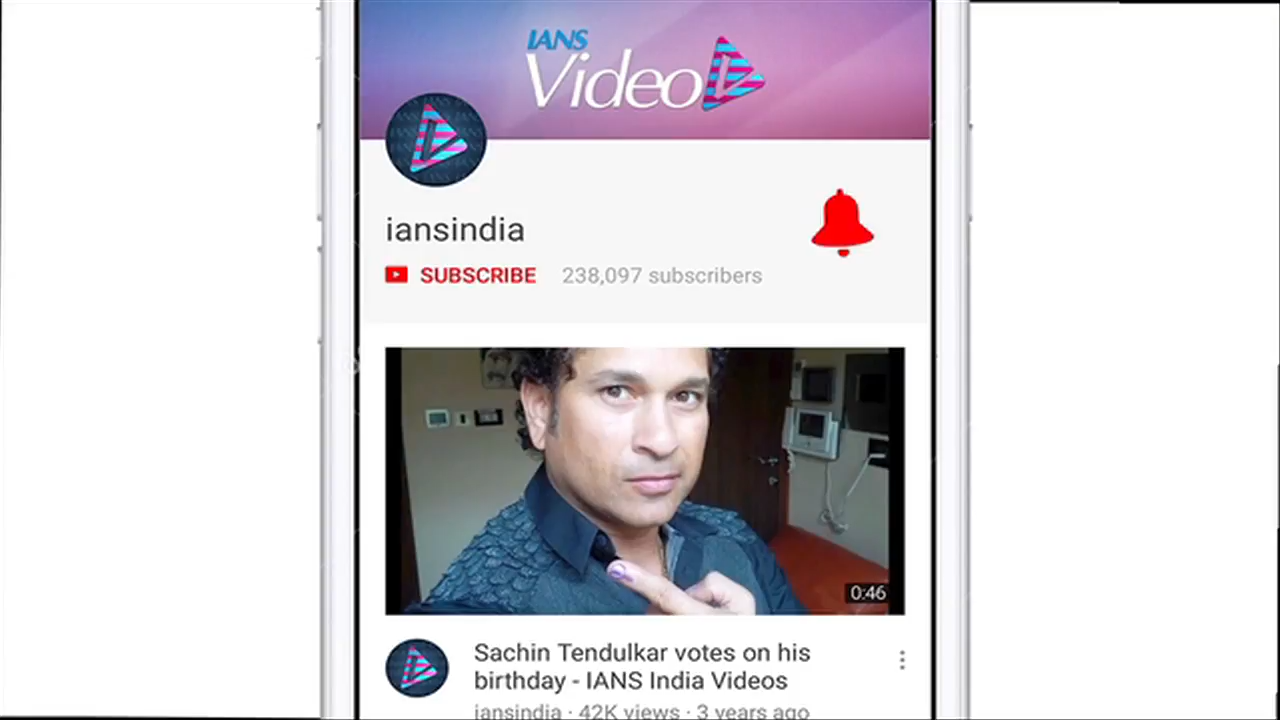 IANS
Video
iansindia
SUBSCRIBE 238,097 subscribers
0:46
Sachin Tendulkar votes on his
birthday - IANS India Videos
iansindia · 42K views · 3 years ago